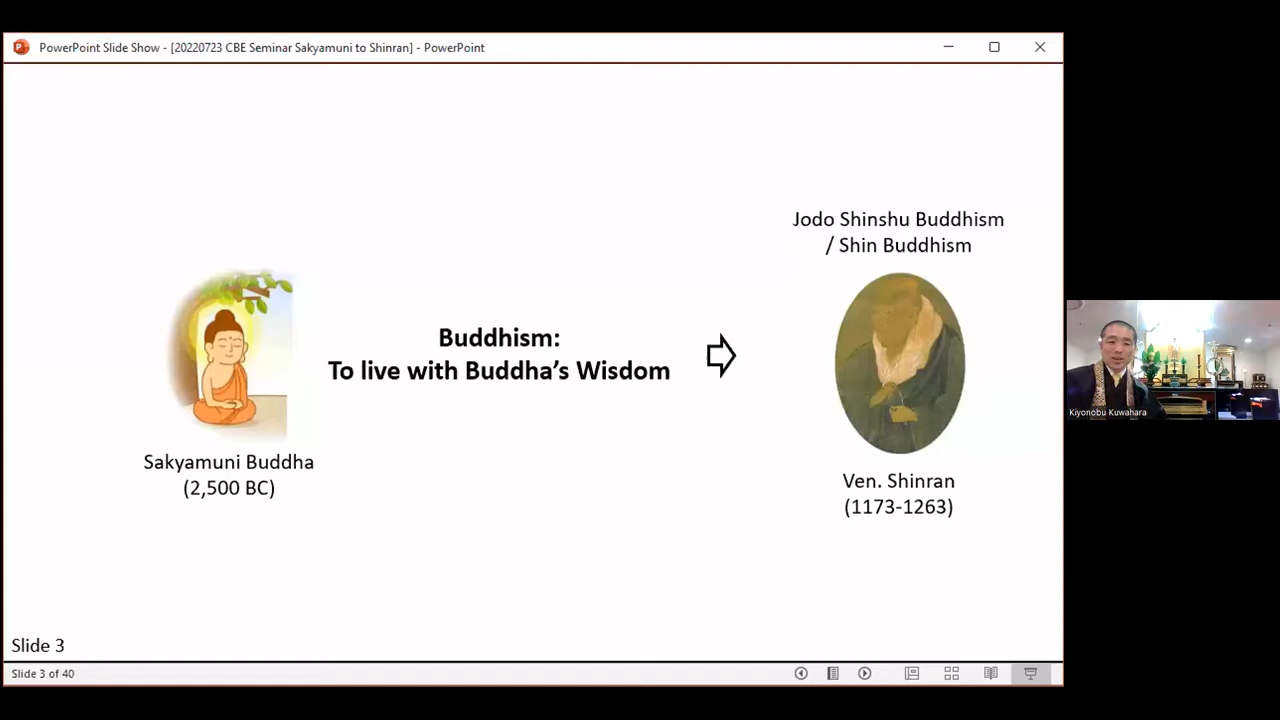 PowerPoint Slide Show - [20220723 CBE Seminar Sakyamuni to Shinran] - PowerPoint
Jodo Shinshu Buddhism
/ Shin Buddhism
Buddhism:
To live with Buddha's Wisdom
Sakyamuni Buddha
(2,500 BC)
Ven. Shinran
(1173-1263)
Kiyonobu Kuwahara
Slide 3
Slide 3 of 40